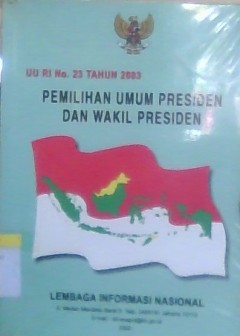 UU RI No. 23 TAHUN 2003
PEMILIHAN UMUM PRESIDEN
DAN WAKIL PRESIDEN
LEMBAGA INFORMASI NASIONAL